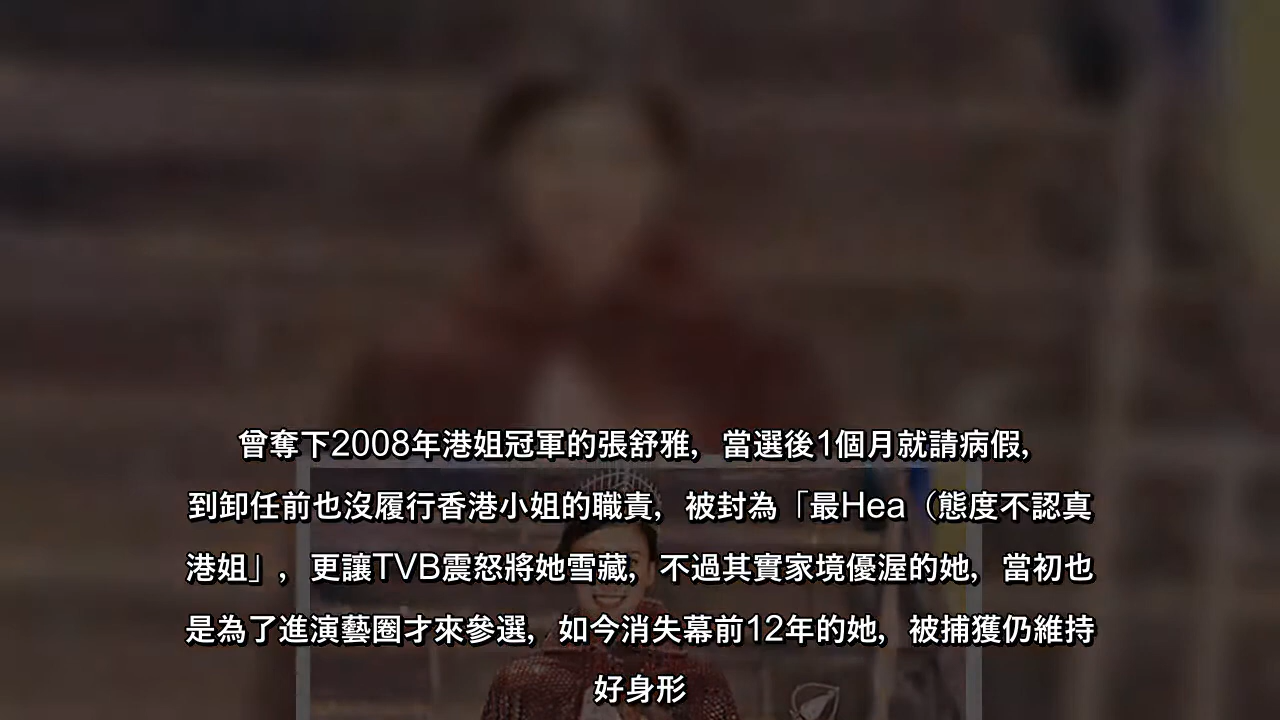 曾奪下2008年港姐冠軍的張舒雅，當選後1個月就請病假，
到卸任前也沒履行香港小姐的職責，被封為「最Hea（態度不認真
港姐」，更讓TVB震怒將她雪藏，不過其實家境優渥的她，當初也
是為了進演藝圈才來參選，如今消失幕前12年的她，被捕獲仍維持
好身形